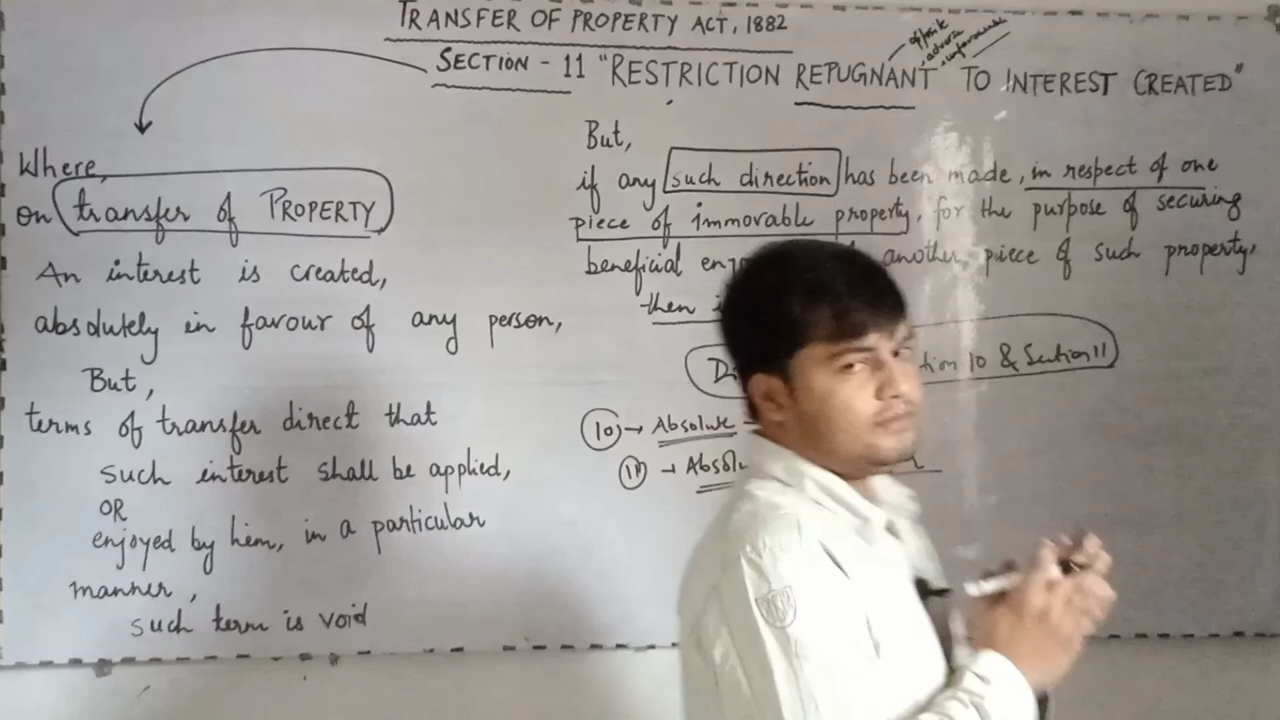 TRANSFER OF PROPERTY ACT, 1882
SECTION - 11 "RESTRICTION REPUGNANT TO INTEREST CREATED"
Where,
on transfer of PROPERTY
An interest is created,
absolutely in favour of any person,
But,
terms of transfer direct that
such interest shall be applied,
OR
enjoyed by him, in a particular
manner,
such term is void
But,
if any such direction has been made, in respect of one
piece of immovable property, for the purpose of securing
beneficial another piece of such property,
then
10 & Section 11
10 → Absolute
11 →